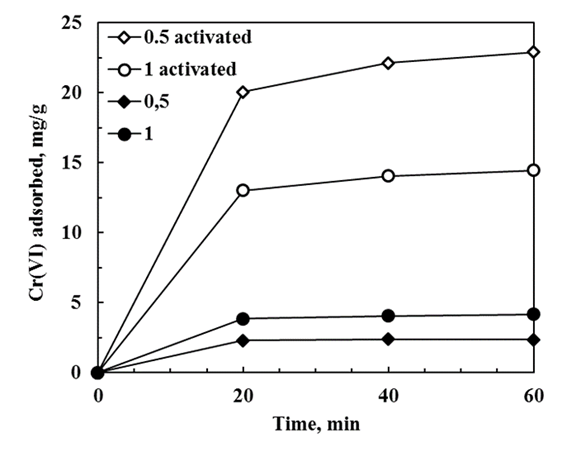 25
20
15
10
5
0
Cr(VI) adsorbed, mg/g
0.5 activated
1 activated
0,5
1
0 20 40 60
Time, min